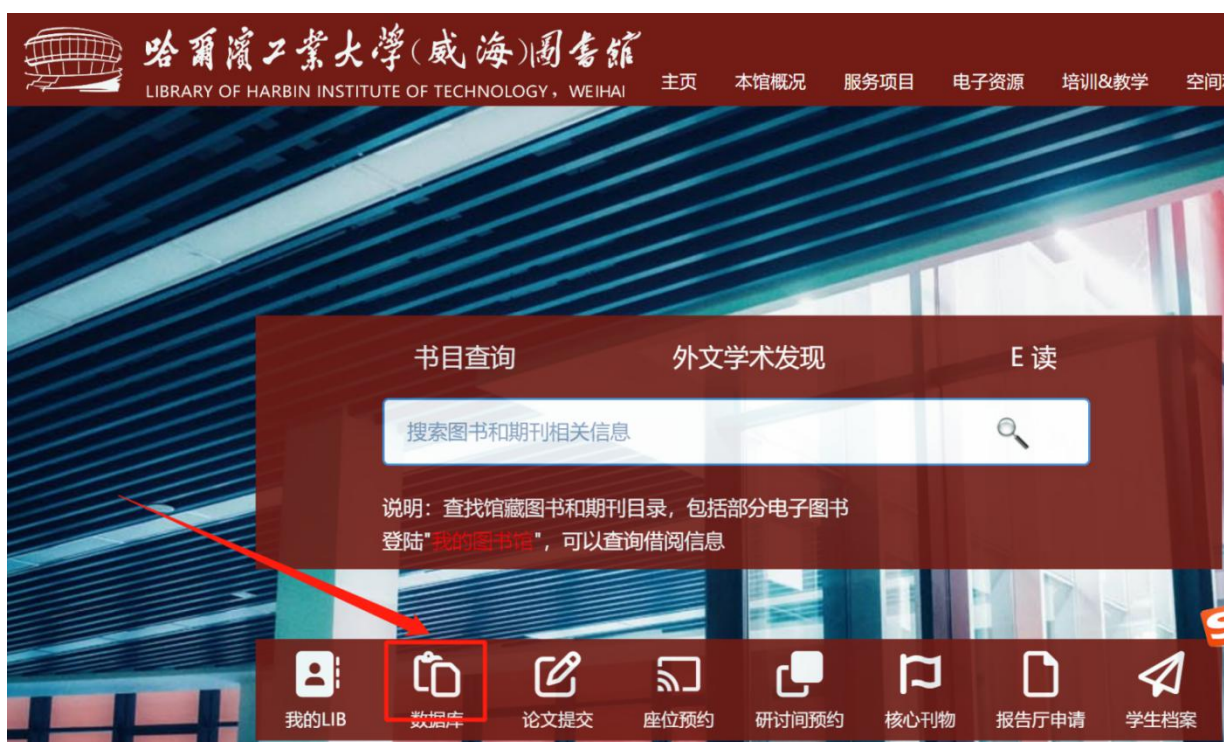 哈爾濱工業大學(威海)圖書館
LIBRARY OF HARBIN INSTITUTE OF TECHNOLOGY，WEIHAI
主页 本馆概况 服务项目 电子资源 培训&教学 空间
书目查询 外文学术发现 E 读
搜索图书和期刊相关信息
说明：查找馆藏图书和期刊目录，包括部分电子图书
登陆"我的图书馆"，可以查询借阅信息
我的LIB 数据库 论文提交 座位预约 研讨间预约 核心刊物 报告厅申请 学生档案